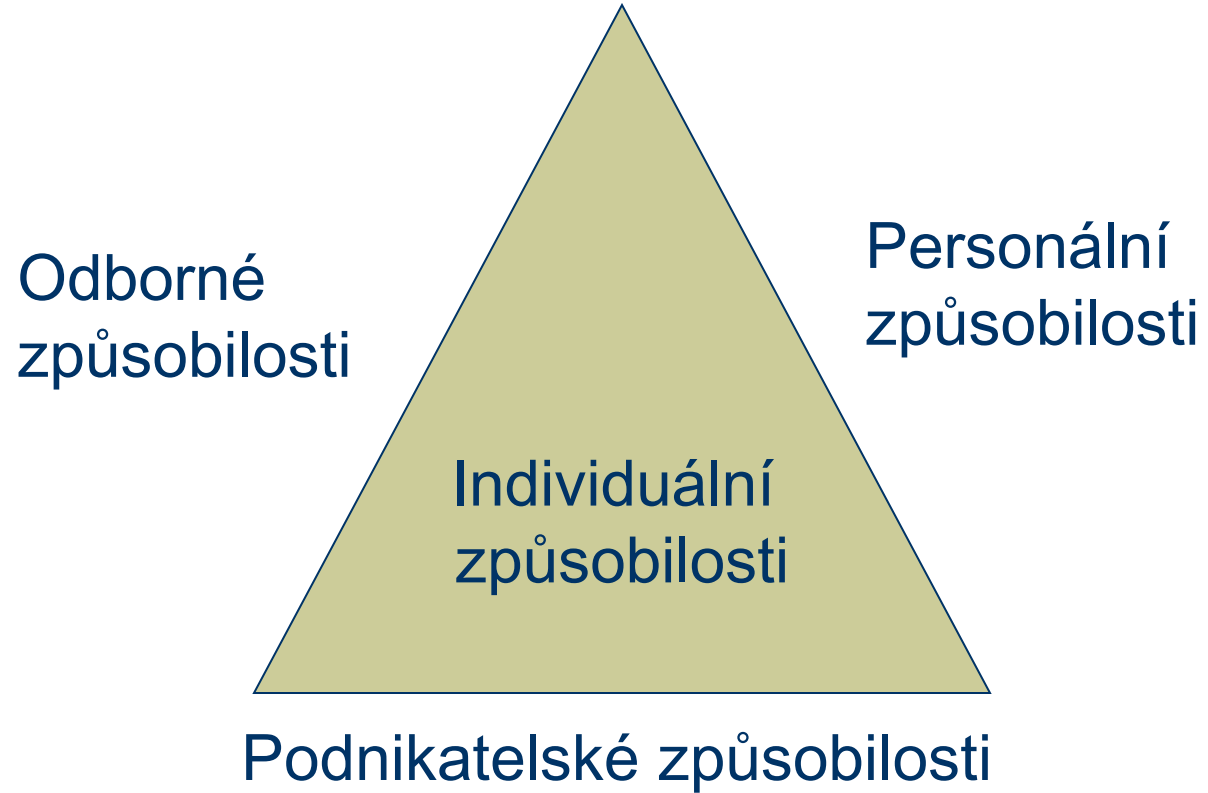 Odborné
způsobilosti
Personální
způsobilosti
Individuální
způsobilosti
Podnikatelské způsobilosti